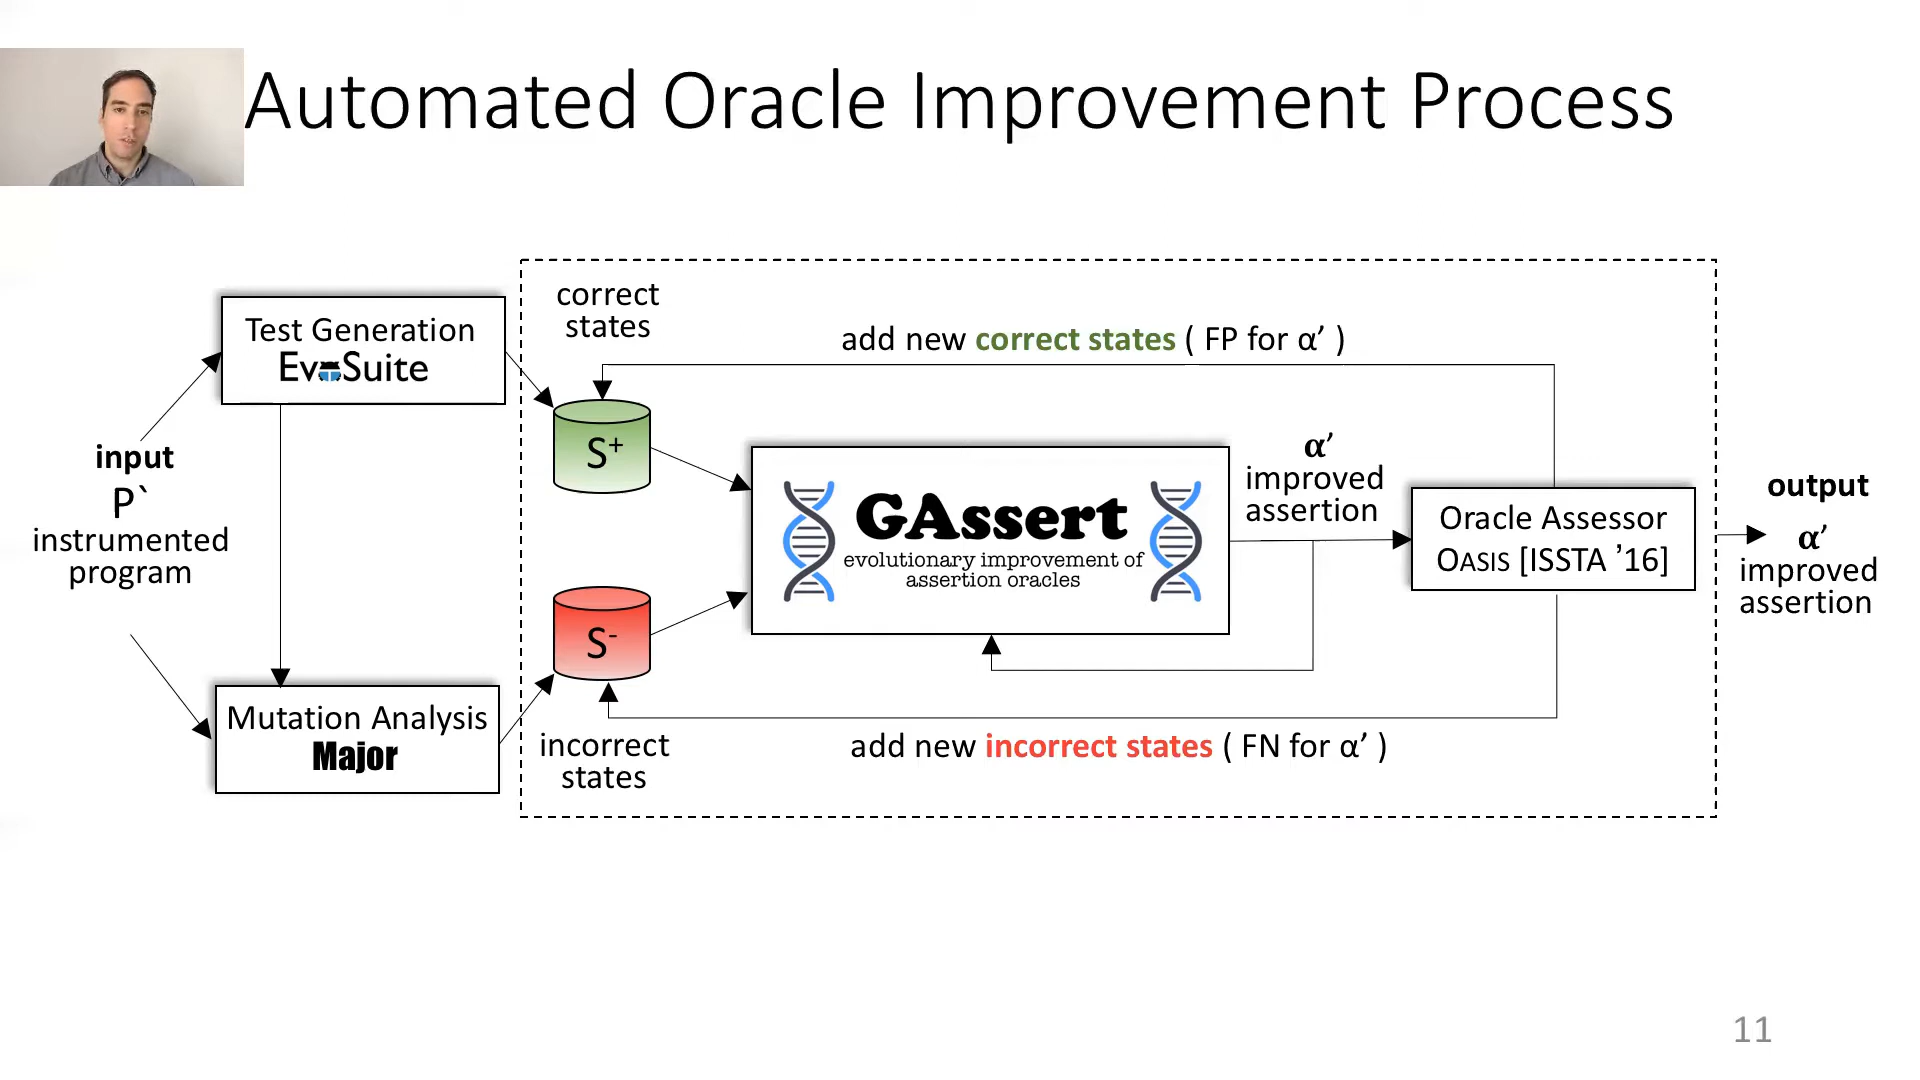 Automated Oracle Improvement Process
correct
states
Test Generation
EvoSuite
add new correct states ( FP for α’ )
input
P`
instrumented
program
S+
GAssert
evolutionary improvement of
assertion oracles
α’
improved
assertion
Oracle Assessor
OASIS [ISSTA ’16]
output
α’
improved
assertion
S-
Mutation Analysis
Major
incorrect
states
add new incorrect states ( FN for α’ )
11